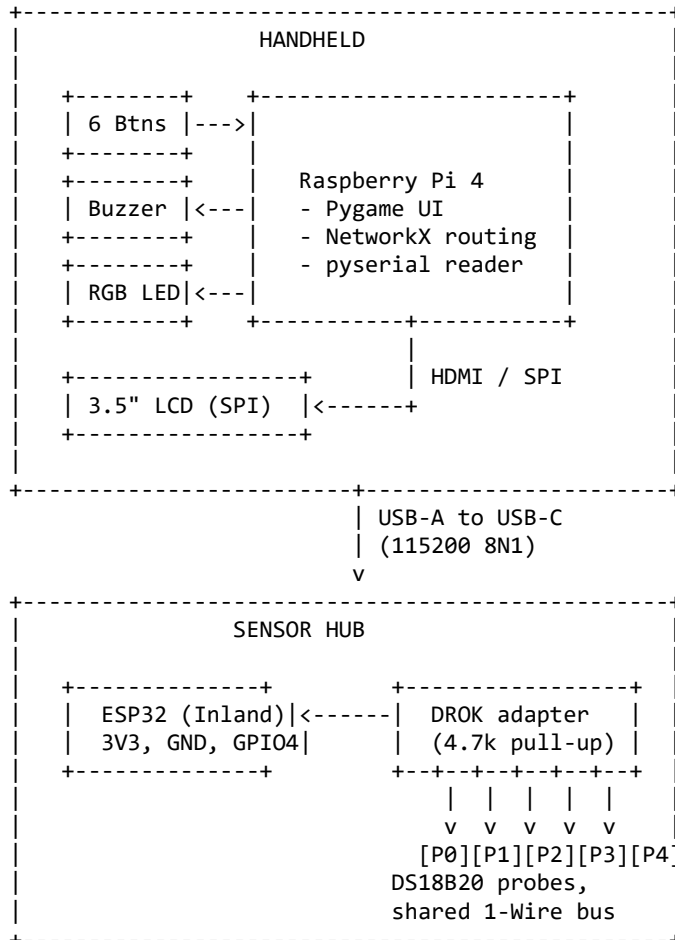 HANDHELD
6 Btns
Raspberry Pi 4
Buzzer
- Pygame UI
- NetworkX routing
- pyserial reader
RGB LED
HDMI / SPI
3.5" LCD (SPI)
USB-A to USB-C
(115200 8N1)
SENSOR HUB
ESP32 (Inland)
DROK adapter
3V3, GND, GPIO4
(4.7k pull-up)
[P0][P1][P2][P3][P4]
DS18B20 probes,
shared 1-Wire bus